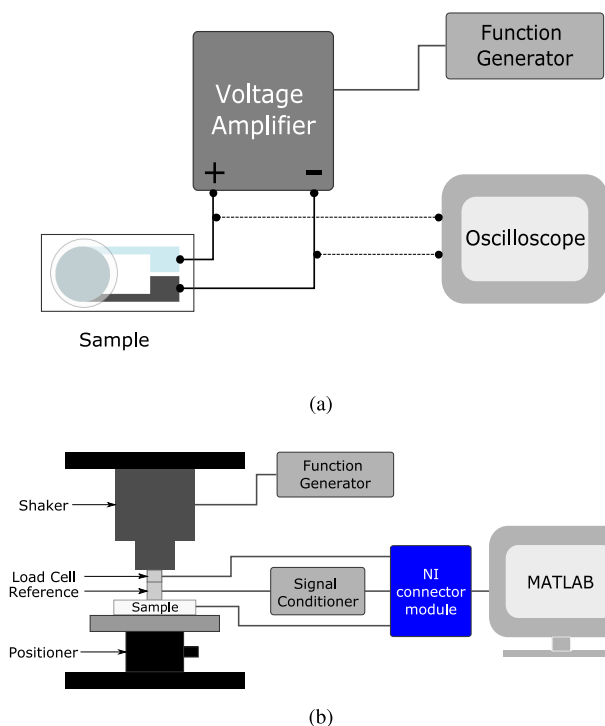 Function
Generator
Voltage
Amplifier
+ -
Oscilloscope
Sample
(a)
Function
Generator
Shaker
Load Cell
Reference
Sample
Signal
Conditioner
NI
connector
module
MATLAB
Positioner
(b)